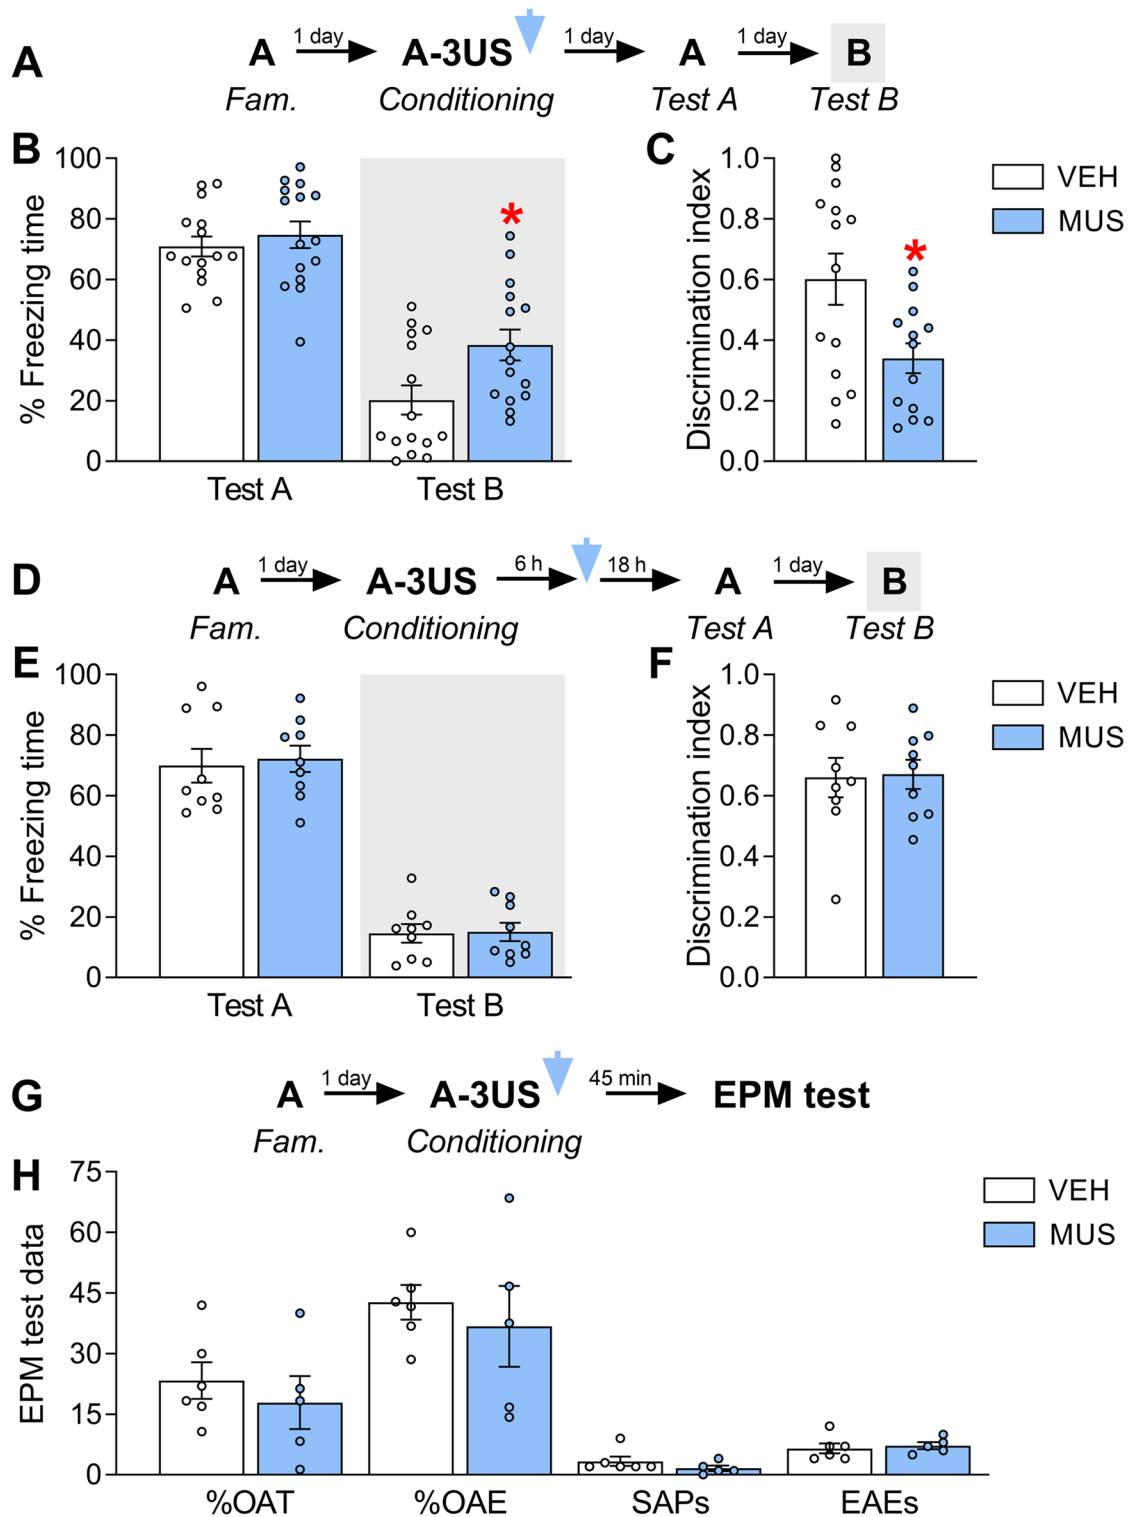 A
A 1 day A-3US 1 day A 1 day B
Fam. Conditioning Test A Test B
B
% Freezing time
100
80
60
40
20
0
*
Test A Test B
C
Discrimination index
1.0
0.8
0.6
0.4
0.2
0.0
*
VEH
MUS
D
A 1 day A-3US 6 h 18 h A 1 day B
Fam. Conditioning Test A Test B
E
% Freezing time
100
80
60
40
20
0
Test A Test B
F
Discrimination index
1.0
0.8
0.6
0.4
0.2
0.0
VEH
MUS
G
A 1 day A-3US 45 min EPM test
Fam. Conditioning
H
EPM test data
75
60
45
30
15
0
%OAT %OAE SAPs EAEs
VEH
MUS